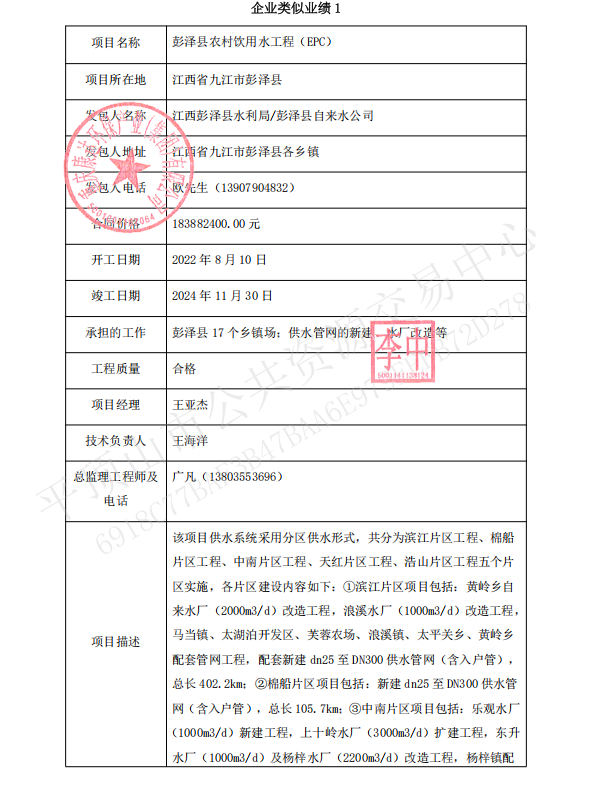 企业类似业绩 1
项目名称 彭泽县农村饮用水工程（EPC）
项目所在地 江西省九江市彭泽县
发包人名称 江西彭泽县水利局/彭泽县自来水公司
发包人地址 江西省九江市彭泽县各乡镇
发包人电话 欧先生（13907904832）
合同价格 183882400.00 元
开工日期 2022 年 8 月 10 日
竣工日期 2024 年 11 月 30 日
承担的工作 彭泽县 17 个乡镇场：供水管网的新建、水厂改造等
李中
5001141138124
工程质量 合格
项目经理 王亚杰
技术负责人 王海洋
总监理工程师及
电话
广凡（13803553696）
项目描述
该项目供水系统采用分区供水形式，共分为滨江片区工程、棉船
片区工程、中南片区工程、天红片区工程、浩山片区工程五个片
区实施，各片区建设内容如下：①滨江片区项目包括：黄岭乡自
来水厂（2000m3/d）改造工程，浪溪水厂（1000m3/d）改造工程，
马当镇、太湖泊开发区、芙蓉农场、浪溪镇、太平关乡、黄岭乡
配套管网工程，配套新建 dn25 至 DN300 供水管网（含入户管），
总长 402.2km；②棉船片区项目包括：新建 dn25 至 DN300 供水管
网（含入户管），总长 105.7km；③中南片区项目包括：乐观水厂
（1000m3/d）新建工程，上十岭水厂（3000m3/d）扩建工程，东升
水厂（1000m3/d）及杨梓水厂（2200m3/d）改造工程，杨梓镇配
平顶山市公共资源交易中心